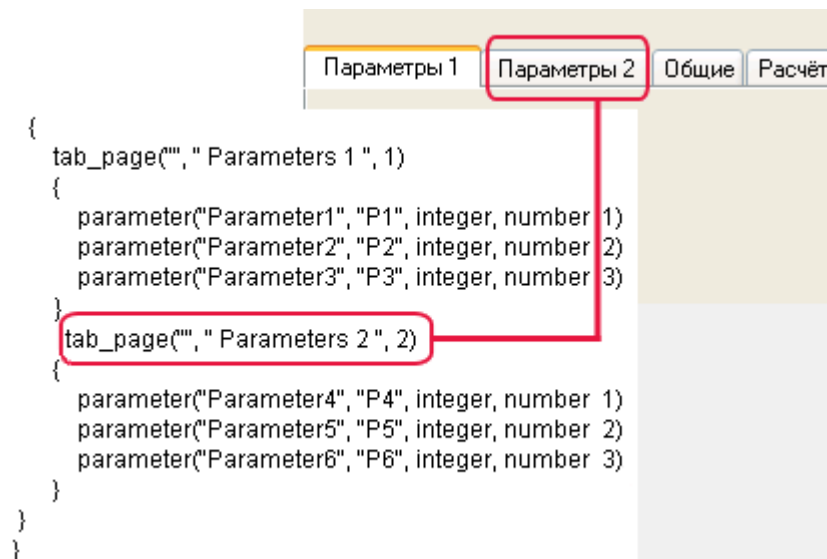 Параметры 1 Параметры 2 Общие Расчёт
{
tab_page("", " Parameters 1 ", 1)
{
parameter("Parameter1", "P1", integer, number 1)
parameter("Parameter2", "P2", integer, number 2)
parameter("Parameter3", "P3", integer, number 3)
}
tab_page("", " Parameters 2 ", 2)
{
parameter("Parameter4", "P4", integer, number 1)
parameter("Parameter5", "P5", integer, number 2)
parameter("Parameter6", "P6", integer, number 3)
}
}
}